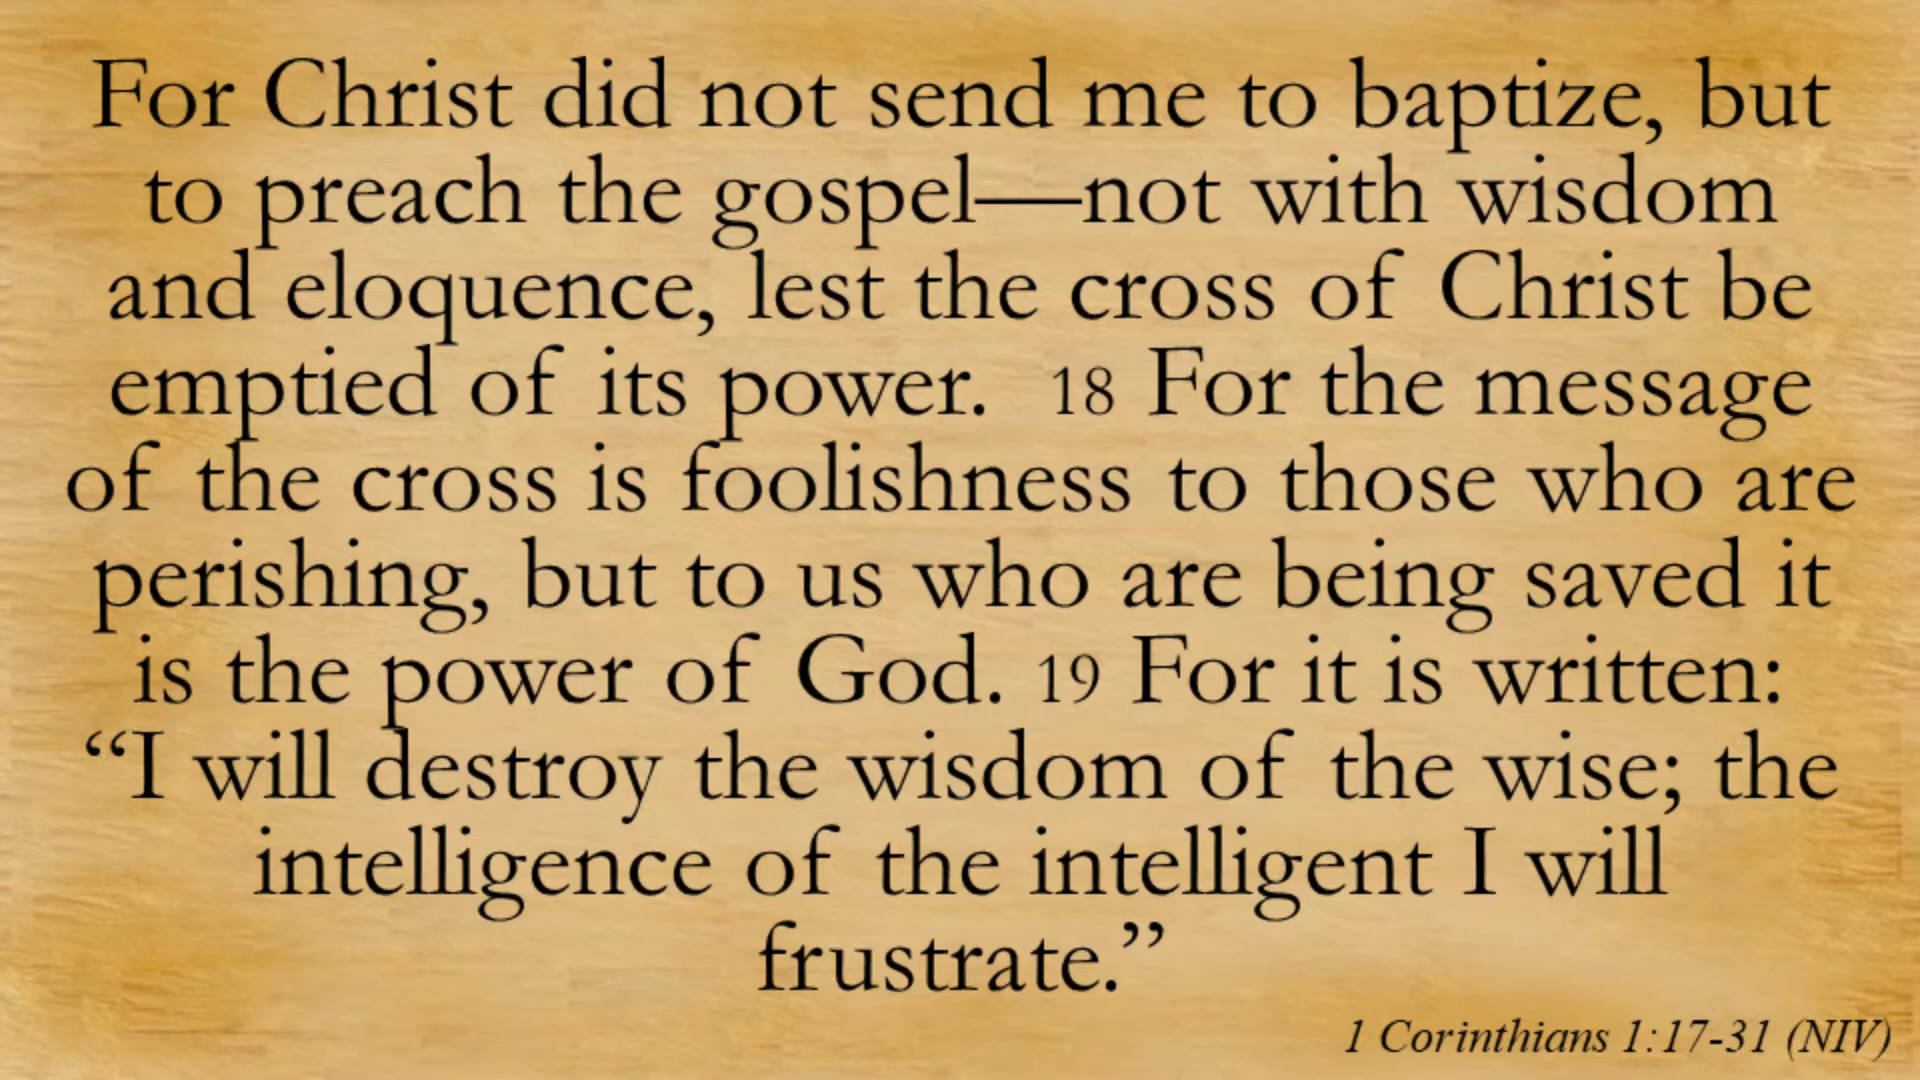 For Christ did not send me to baptize, but
to preach the gospel—not with wisdom
and eloquence, lest the cross of Christ be
emptied of its power. 18 For the message
of the cross is foolishness to those who are
perishing, but to us who are being saved it
is the power of God. 19 For it is written:
“I will destroy the wisdom of the wise; the
intelligence of the intelligent I will
frustrate.”
1 Corinthians 1:17-31 (NIV)